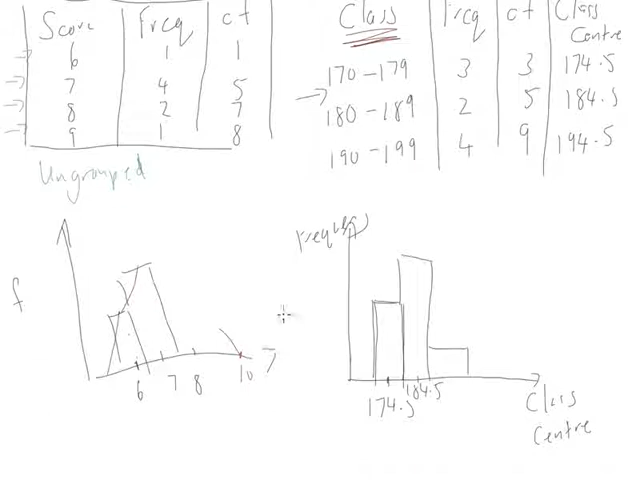 Score Freq cf
6 1 1
7 4 5
8 2 7
9 1 8
Ungrouped
Class Freq cf Class Centre
170-179 3 3 174.5
180-189 2 5 184.5
190-199 4 9 194.5
f
6 7 8 10
Frequency
174.5 184.5
Class
Centre